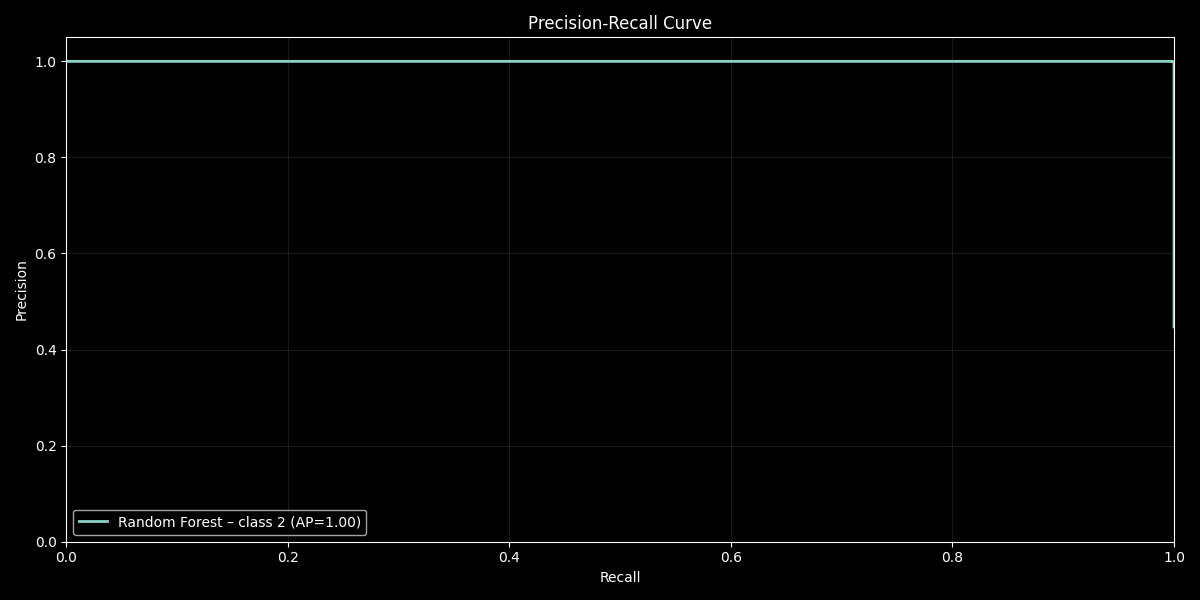 Precision-Recall Curve
Precision
1.0
0.8
0.6
0.4
0.2
0.0
Random Forest – class 2 (AP=1.00)
0.0 0.2 0.4 0.6 0.8 1.0
Recall